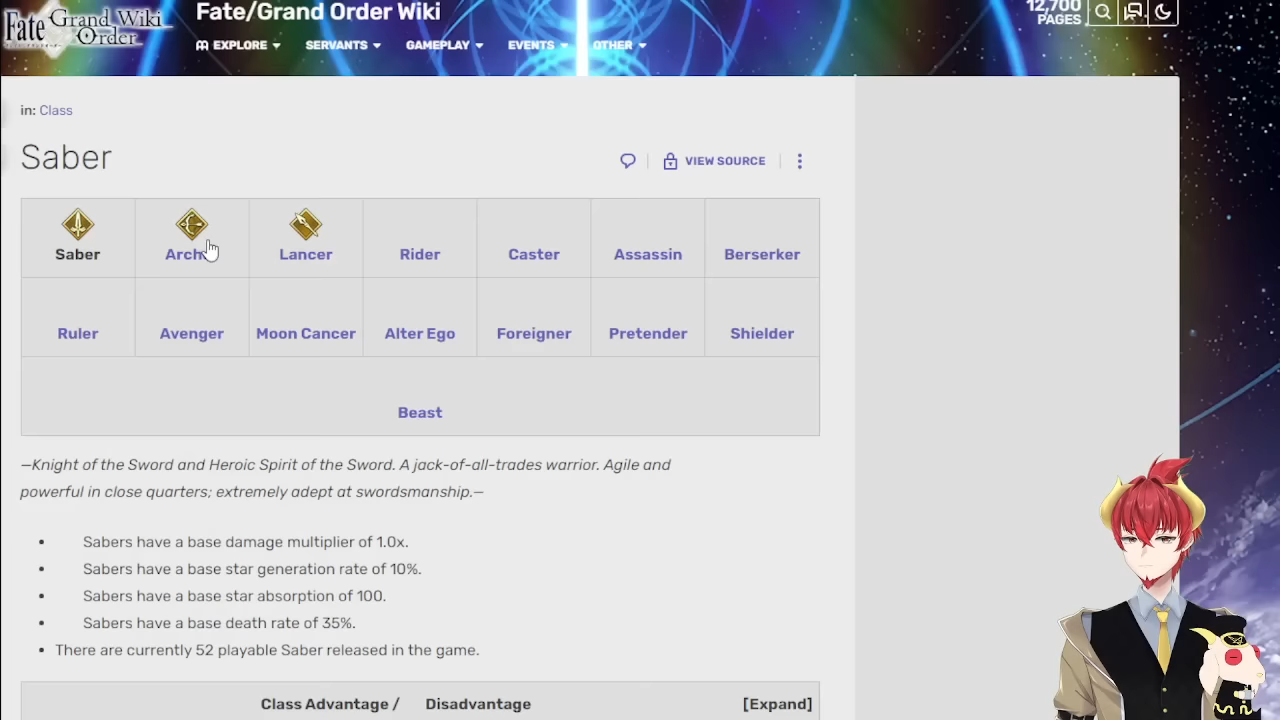 Fate/Grand Order Wiki
Fate Grand Wiki
Order
12,700
PAGES
EXPLORE SERVANTS GAMEPLAY EVENTS OTHER
in: Class
Saber
VIEW SOURCE
Saber Lancer Rider Caster Assassin Berserker
Ruler Avenger Moon Cancer Alter Ego Foreigner Pretender Shielder
Beast
—Knight of the Sword and Heroic Spirit of the Sword. A jack-of-all-trades warrior. Agile and
powerful in close quarters; extremely adept at swordsmanship.—
• Sabers have a base damage multiplier of 1.0x.
• Sabers have a base star generation rate of 10%.
• Sabers have a base star absorption of 100.
• Sabers have a base death rate of 35%.
• There are currently 52 playable Saber released in the game.
Class Advantage / Disadvantage [Expand]